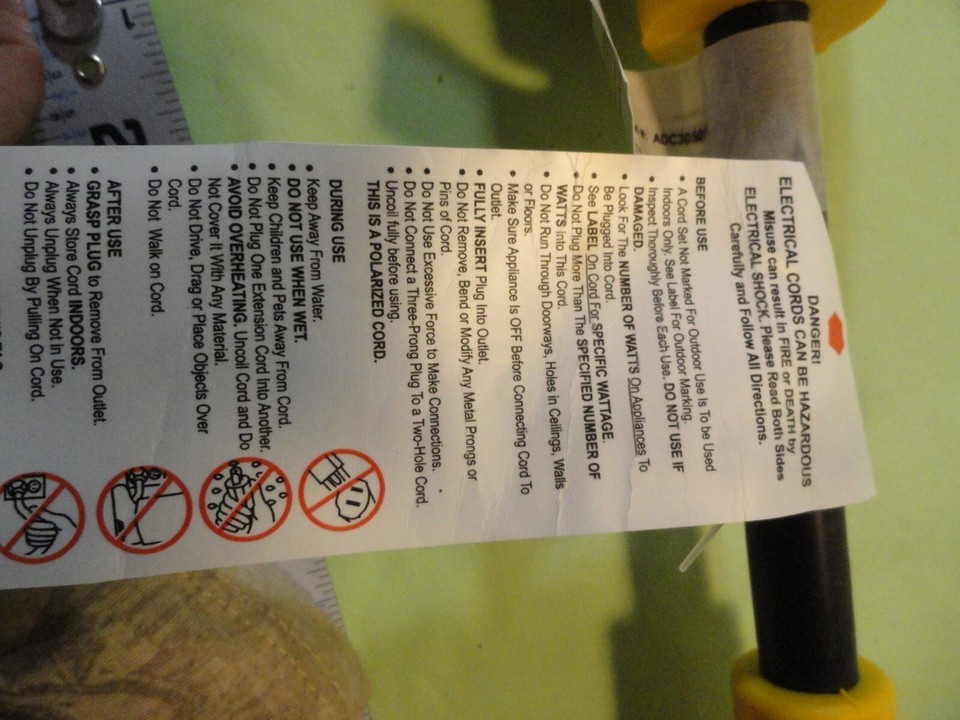 DANGER!
ELECTRICAL CORDS CAN BE HAZARDOUS
Misuse can result in FIRE or DEATH by
ELECTRICAL SHOCK. Please Read Both Sides
Carefully and Follow All Directions.
BEFORE USE
• A Cord Set Not Marked For Outdoor Use Is To be Used
Indoors Only. See Label For Outdoor Marking.
• Inspect Thoroughly Before Each Use. DO NOT USE IF
DAMAGED.
• Look For The NUMBER OF WATTS On Appliances To
Be Plugged Into Cord.
• See LABEL On Cord For SPECIFIC WATTAGE.
• Do Not Plug More Than The SPECIFIED NUMBER OF
WATTS Into This Cord.
• Do Not Run Through Doorways, Holes in Ceilings, Walls
or Floors.
• Make Sure Appliance Is OFF Before Connecting Cord To
Outlet.
• FULLY INSERT Plug Into Outlet.
• Do Not Remove, Bend or Modify Any Metal Prongs or
Pins of Cord.
• Do Not Use Excessive Force to Make Connections.
• Do Not Connect a Three-Prong Plug To a Two-Hole Cord.
• Uncoil fully before using.
THIS IS A POLARIZED CORD.
DURING USE
• Keep Away From Water.
• DO NOT USE WHEN WET.
• Keep Children and Pets Away From Cord.
• Do Not Plug One Extension Cord Into Another.
• AVOID OVERHEATING. Uncoil Cord and Do
Not Cover It With Any Material.
• Do Not Drive, Drag or Place Objects Over
Cord.
• Do Not Walk on Cord.
AFTER USE
• GRASP PLUG to Remove From Outlet.
• Always Store Cord INDOORS.
• Always Unplug When Not in Use.
• Do Not Unplug By Pulling On Cord.
2